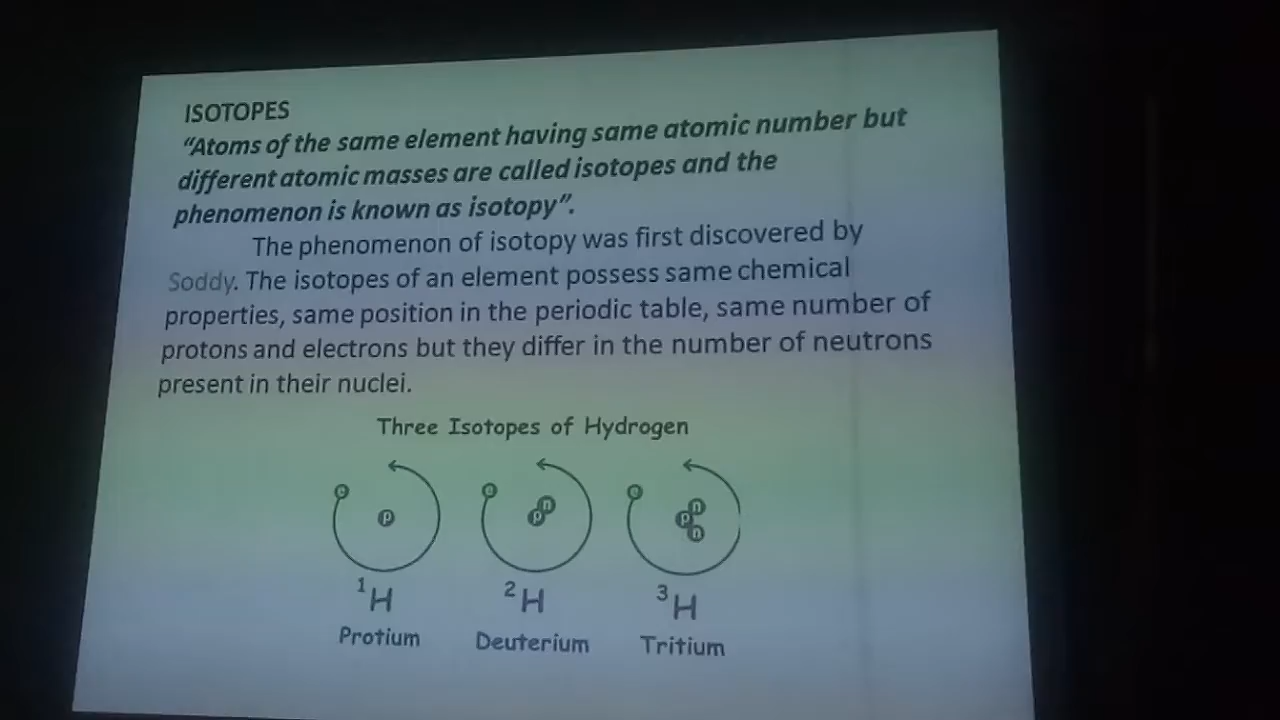 ISOTOPES
“Atoms of the same element having same atomic number but
different atomic masses are called isotopes and the
phenomenon is known as isotopy”.
The phenomenon of isotopy was first discovered by
Soddy. The isotopes of an element possess same chemical
properties, same position in the periodic table, same number of
protons and electrons but they differ in the number of neutrons
present in their nuclei.
Three Isotopes of Hydrogen
e e e
p p n p n n
¹H ²H ³H
Protium Deuterium Tritium